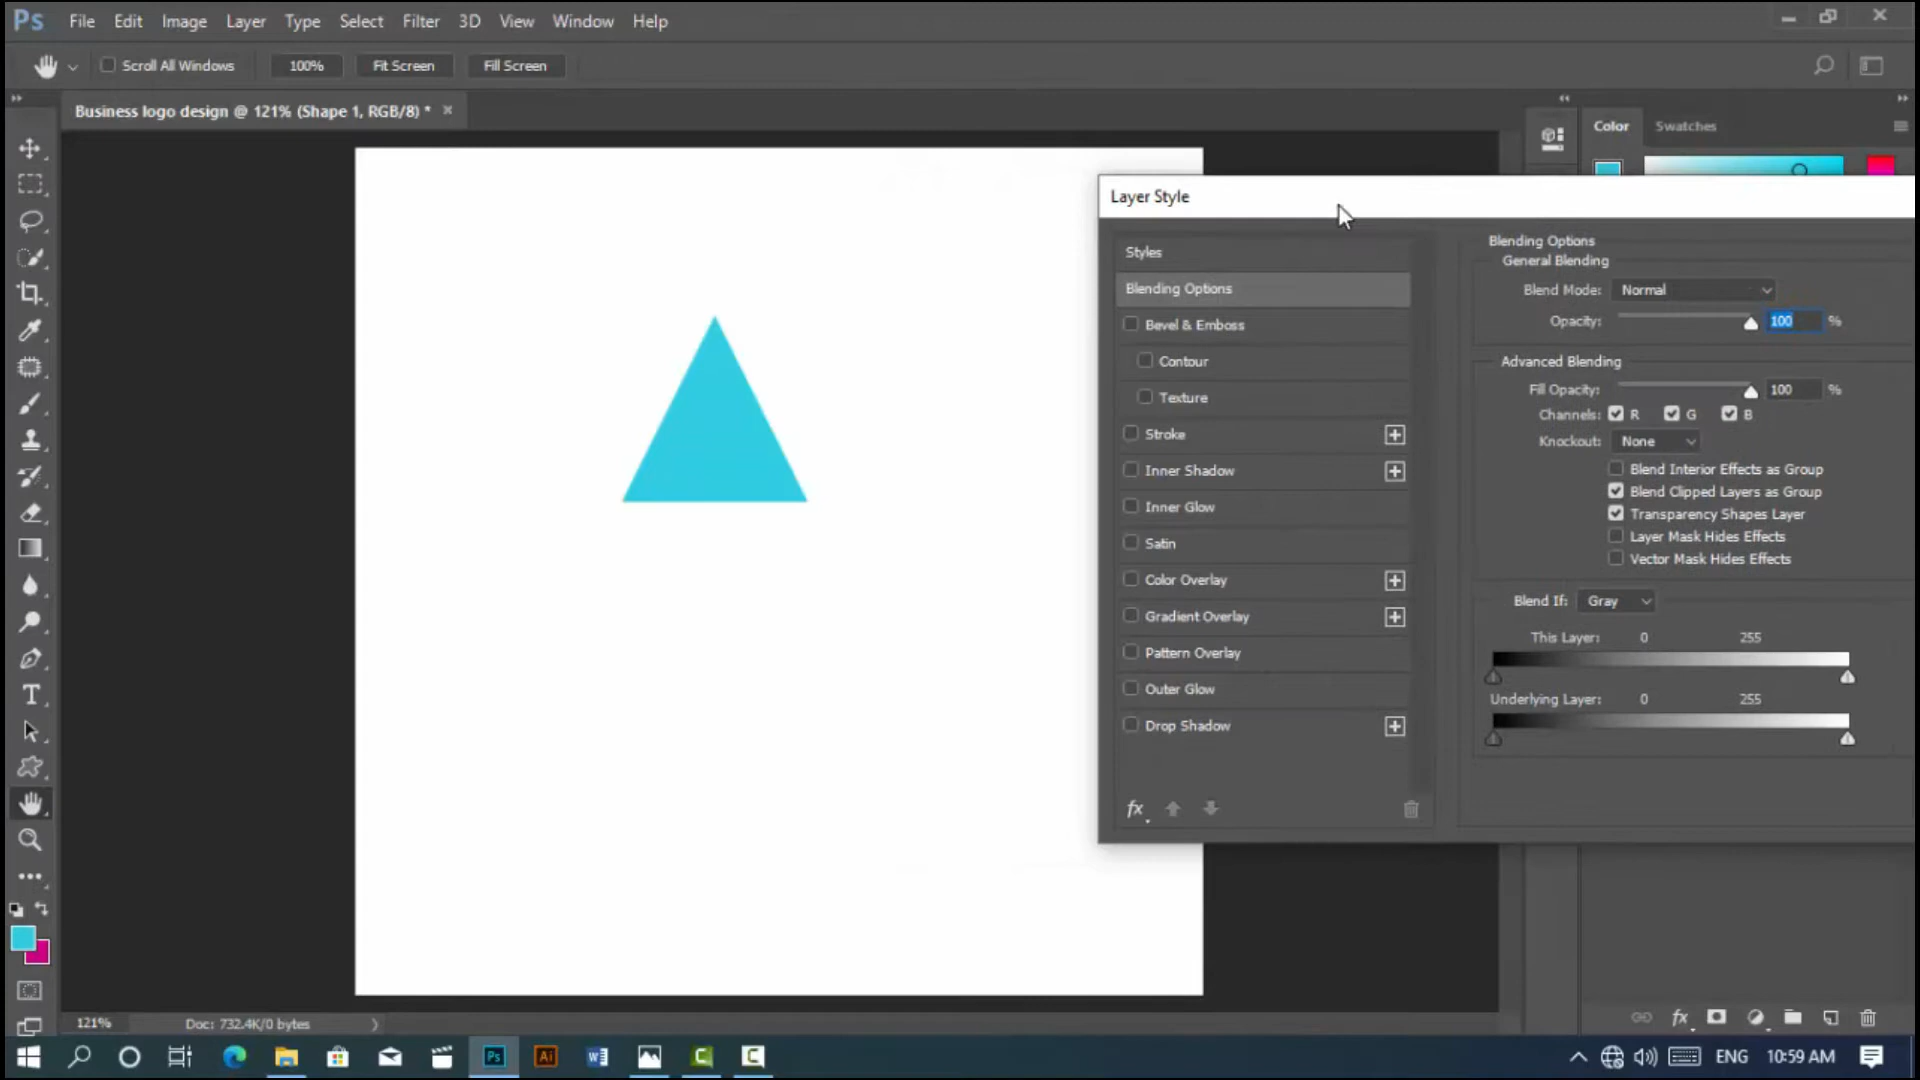 Ps File Edit Image Layer Type Select Filter 3D View Window Help
Scroll All Windows 100% Fit Screen Fill Screen
Business logo design @ 121% (Shape 1, RGB/8) *
Color Swatches
Layer Style
Styles
Blending Options
Bevel & Emboss
Contour
Texture
Stroke
Inner Shadow
Inner Glow
Satin
Color Overlay
Gradient Overlay
Pattern Overlay
Outer Glow
Drop Shadow
fx
Blending Options
General Blending
Blend Mode: Normal
Opacity: 100 %
Advanced Blending
Fill Opacity: 100 %
Channels: R G B
Knockout: None
Blend Interior Effects as Group
Blend Clipped Layers as Group
Transparency Shapes Layer
Layer Mask Hides Effects
Vector Mask Hides Effects
Blend If: Gray
This Layer: 0 255
Underlying Layer: 0 255
T
fx
121% Doc: 732.4K/0 bytes
Ps Ai W C C ENG 10:59 AM